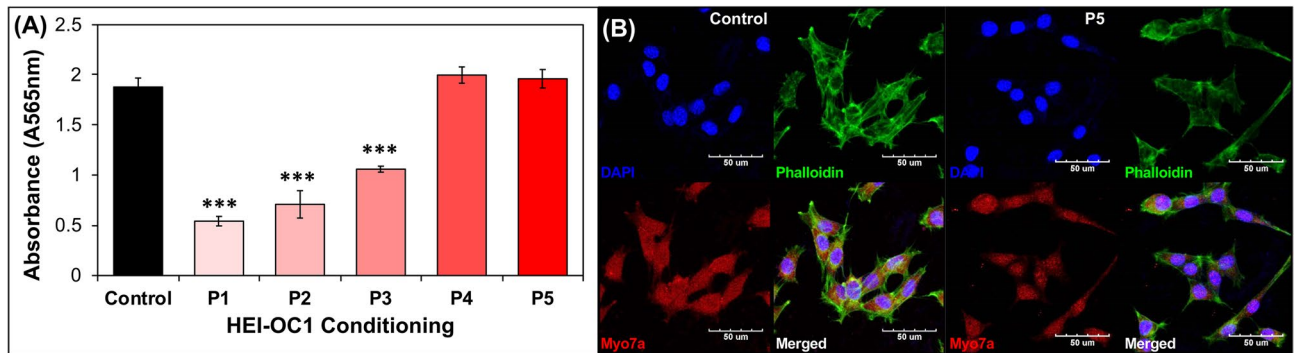 (A)
Absorbance (A565nm)
2.5
2
1.5
1
0.5
0
***
***
***
Control P1 P2 P3 P4 P5
HEI-OC1 Conditioning
(B)
Control
P5
DAPI
50 um
Phalloidin
50 um
DAPI
50 um
Phalloidin
50 um
Myo7a
50 um
Merged
50 um
Myo7a
50 um
Merged
50 um